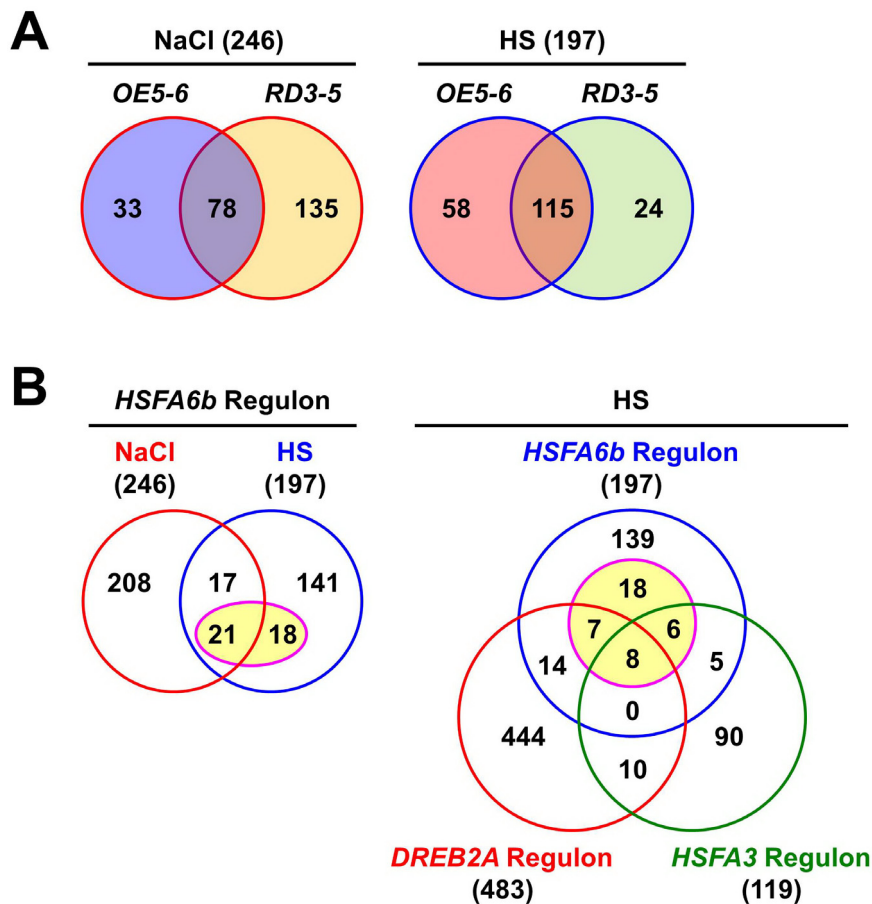 A
NaCl (246)
HS (197)
OE5-6
RD3-5
OE5-6
RD3-5
33
78
135
58
115
24
B
HSFA6b Regulon
HS
NaCl
(246)
HS
(197)
HSFA6b Regulon
(197)
208
17
141
21
18
139
18
7
6
8
14
5
0
444
90
10
DREB2A Regulon
(483)
HSFA3 Regulon
(119)